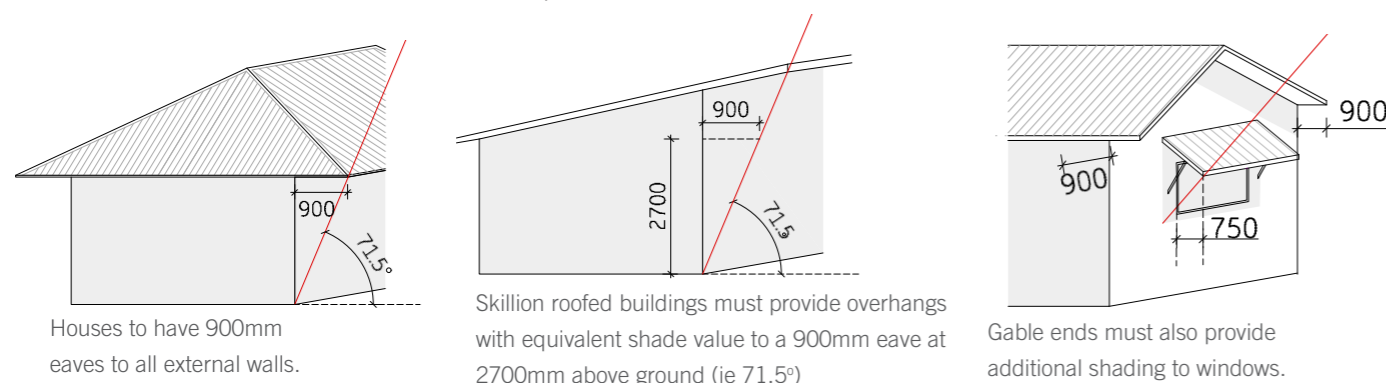 900
71.5°
Houses to have 900mm
eaves to all external walls.
900
2700
71.5
Skillion roofed buildings must provide overhangs
with equivalent shade value to a 900mm eave at
2700mm above ground (ie 71.5º)
900
900
750
Gable ends must also provide
additional shading to windows.